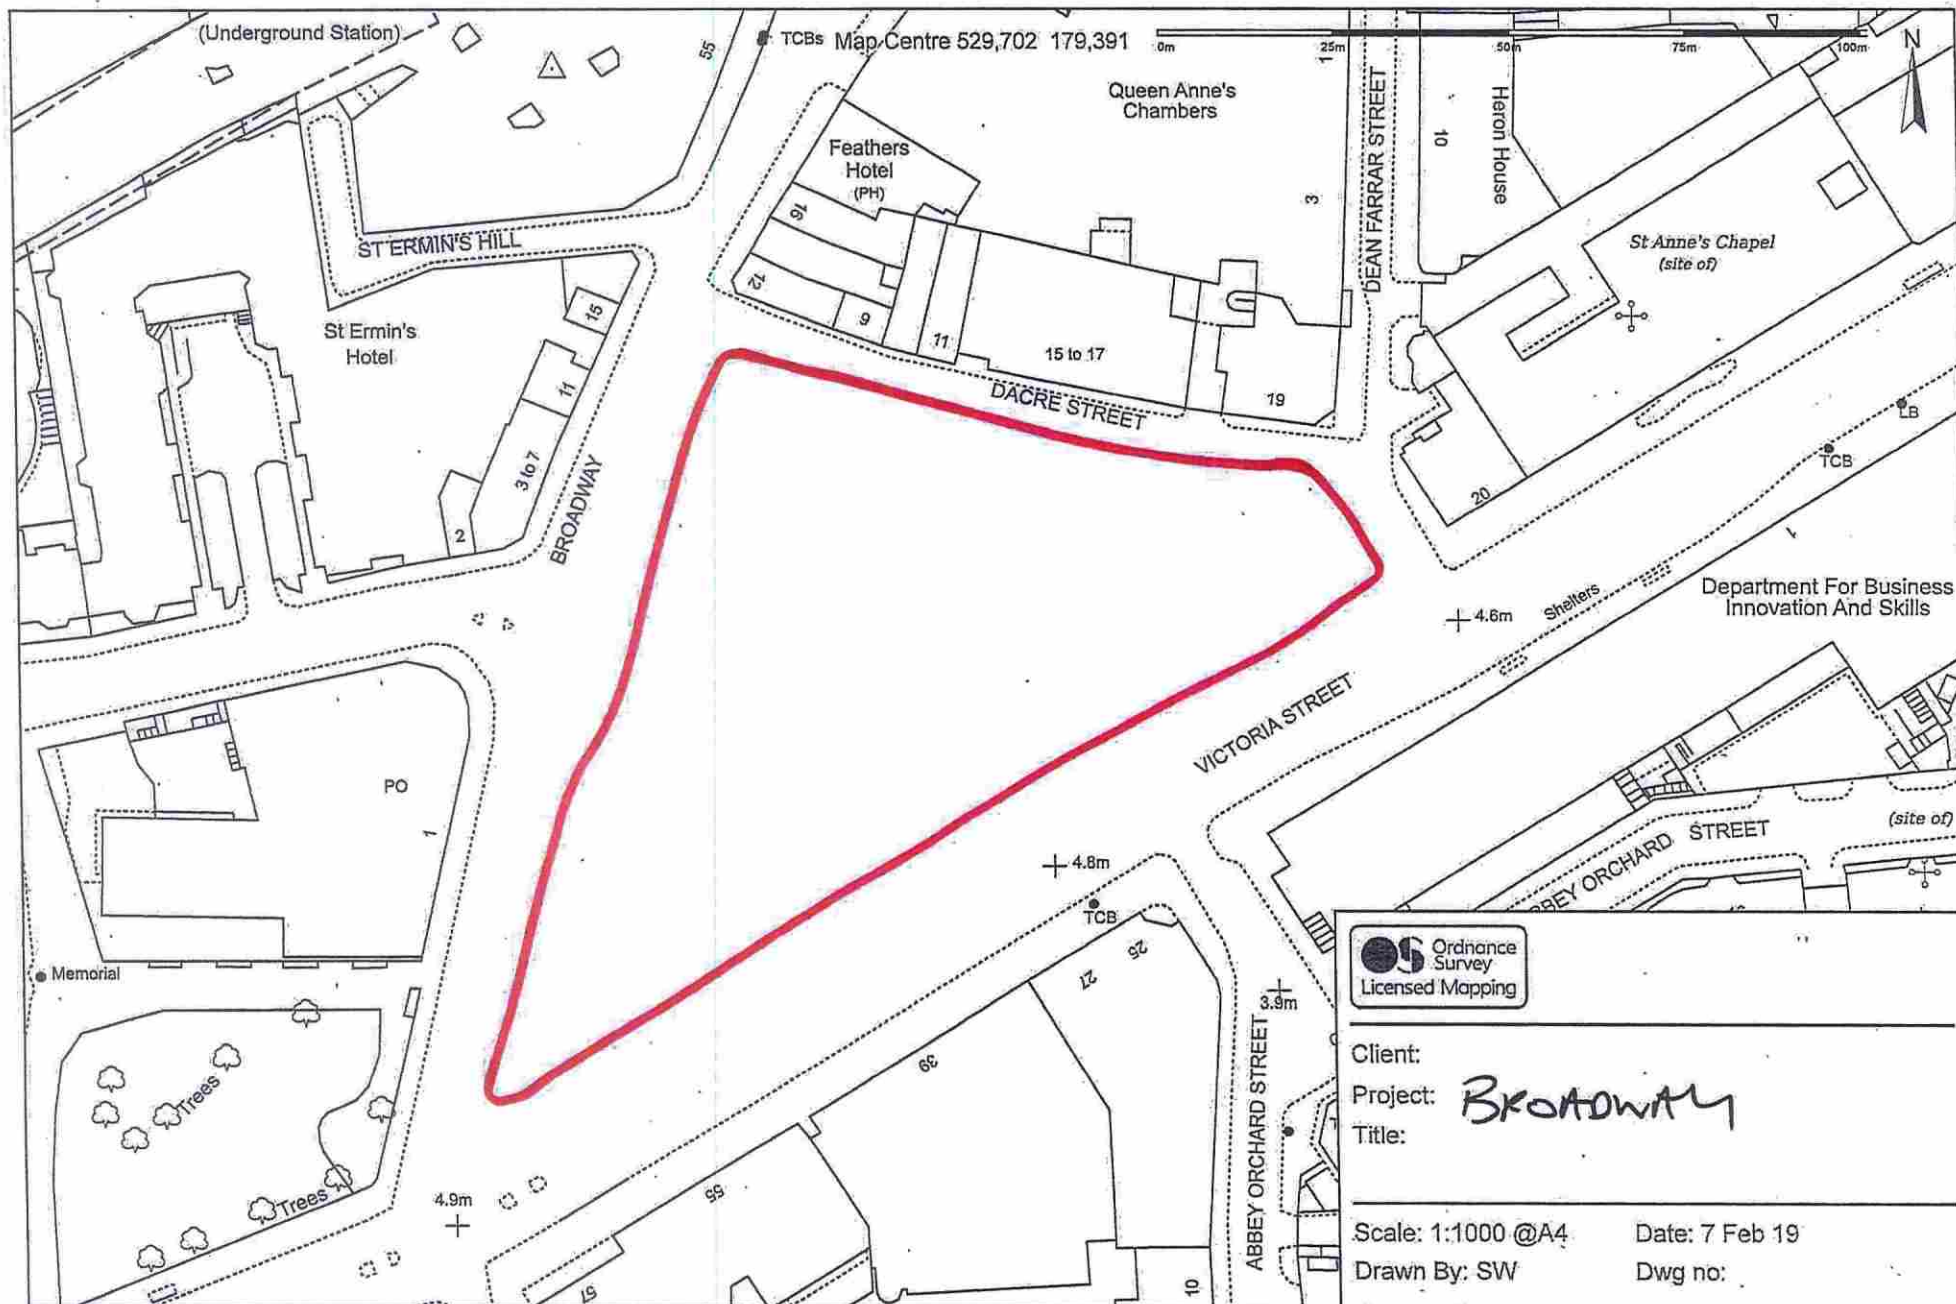 (Underground Station)
55
TCBs
Map Centre 529,702 179,391
0m
25m
50m
75m
100m
N
Queen Anne's
Chambers
1
DEAN FARRAR STREET
10
Heron House
Feathers
Hotel
(PH)
16
3
St Anne's Chapel
(site of)
ST ERMIN'S HILL
12
9
11
15 to 17
19
DACRE STREET
St Ermin's
Hotel
15
11
3 to 7
2
BROADWAY
LB
TCB
20
1
Department For Business
Innovation And Skills
4.6m
Shelters
VICTORIA STREET
PO
1
(site of)
ABBEY ORCHARD STREET
4.8m
TCB
25
27
3.9m
Memorial
Trees
Trees
39
ABBEY ORCHARD STREET
4.9m
55
57
10
OS Ordnance
Survey
Licensed Mapping
Client:
Project: BROADWAY
Title:
Scale: 1:1000 @A4
Date: 7 Feb 19
Drawn By: SW
Dwg no: